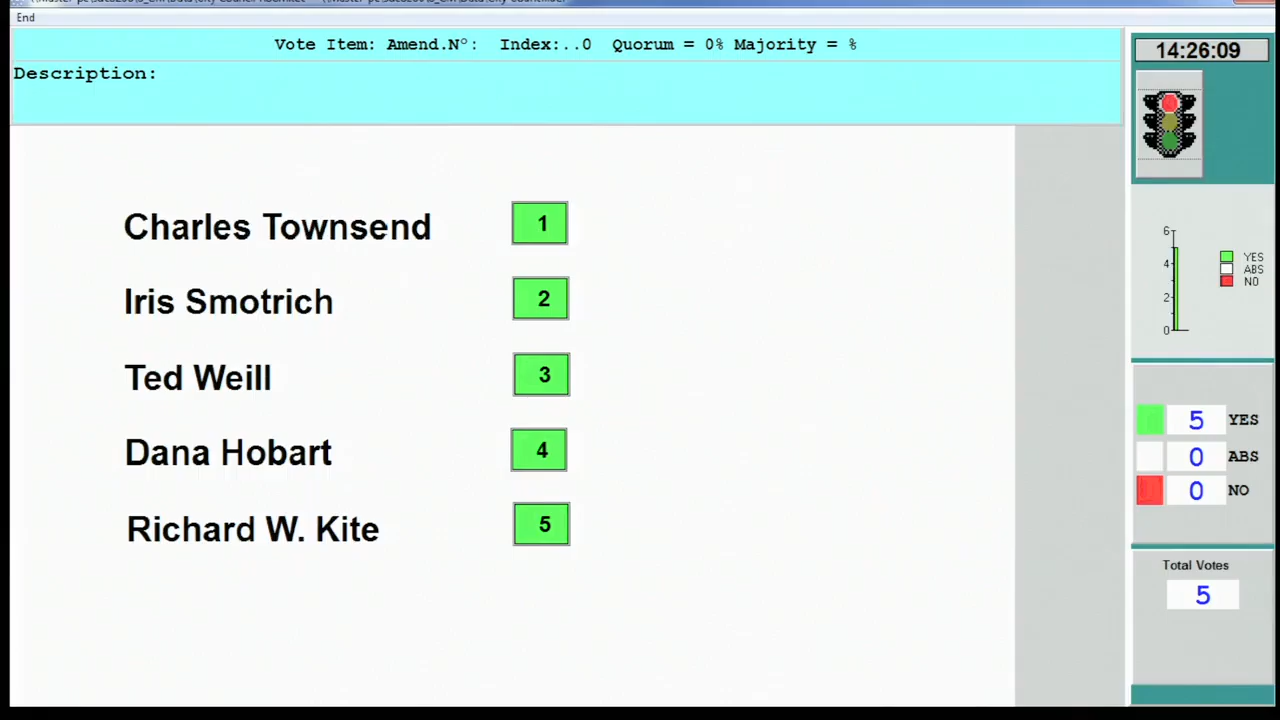 End
Vote Item: Amend.N°: Index:..0 Quorum = 0% Majority = %
Description:
14:26:09
Charles Townsend 1
Iris Smotrich 2
Ted Weill 3
Dana Hobart 4
Richard W. Kite 5
6
4
2
0
YES
ABS
NO
5 YES
0 ABS
0 NO
Total Votes
5